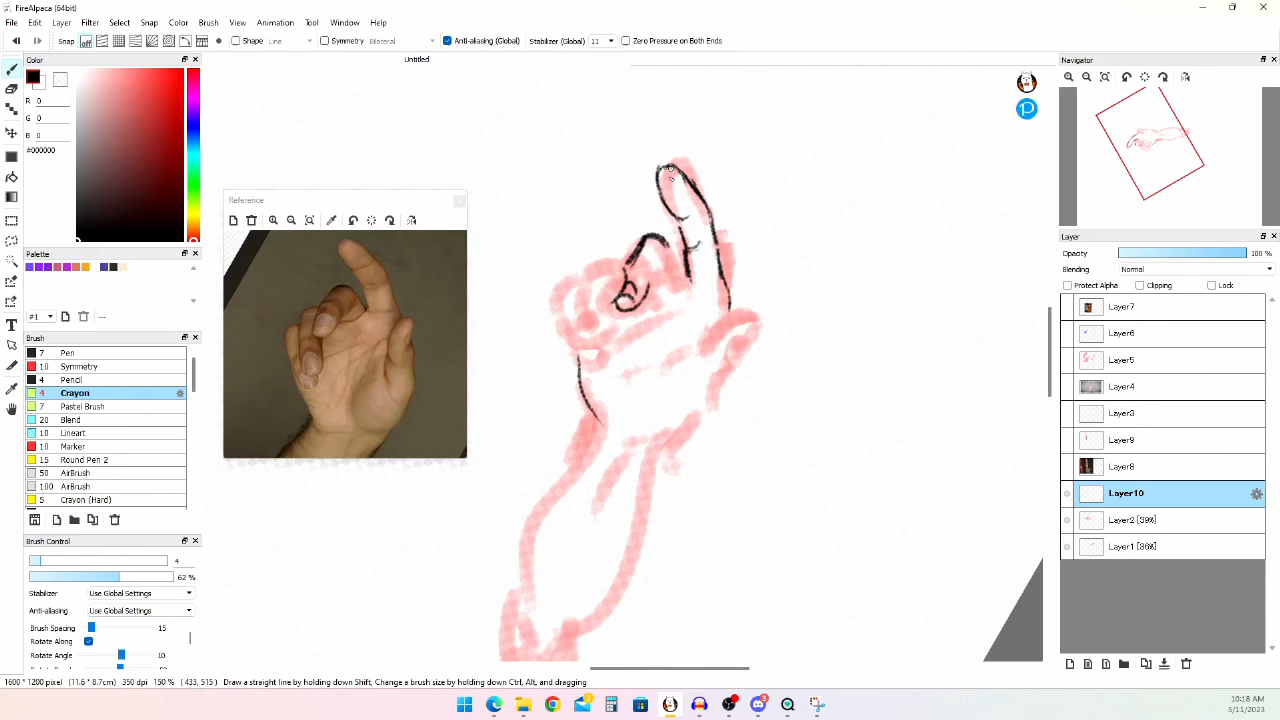 FireAlpaca (64bit)
File Edit Layer Filter Select Snap Color Brush View Animation Tool Window Help
Snap off Shape Line Symmetry Bilateral Anti-aliasing (Global) Stabilizer (Global) 11 Zero Pressure on Both Ends
Color
Untitled
Navigator
R 0
G 0
B 0
#000000
Reference
Palette
#1 ---
Brush
7 Pen
10 Symmetry
4 Pencil
4 Crayon
7 Pastel Brush
20 Blend
10 Lineart
10 Marker
15 Round Pen 2
50 AirBrush
100 AirBrush
5 Crayon (Hard)
Brush Control
4
62 %
Stabilizer Use Global Settings
Anti-aliasing Use Global Settings
Brush Spacing 15
Rotate Along
Rotate Angle 10
Layer
Opacity 100 %
Blending Normal
Protect Alpha Clipping Lock
Layer7
Layer6
Layer5
Layer4
Layer3
Layer9
Layer8
Layer10
Layer2 [39%]
Layer1 [36%]
1600 * 1200 pixel (11.6 * 8.7cm) 350 dpi 150 % ( 433, 515 ) Draw a straight line by holding down Shift, Change a brush size by holding down Ctrl, Alt, and dragging
10:18 AM
5/11/2023